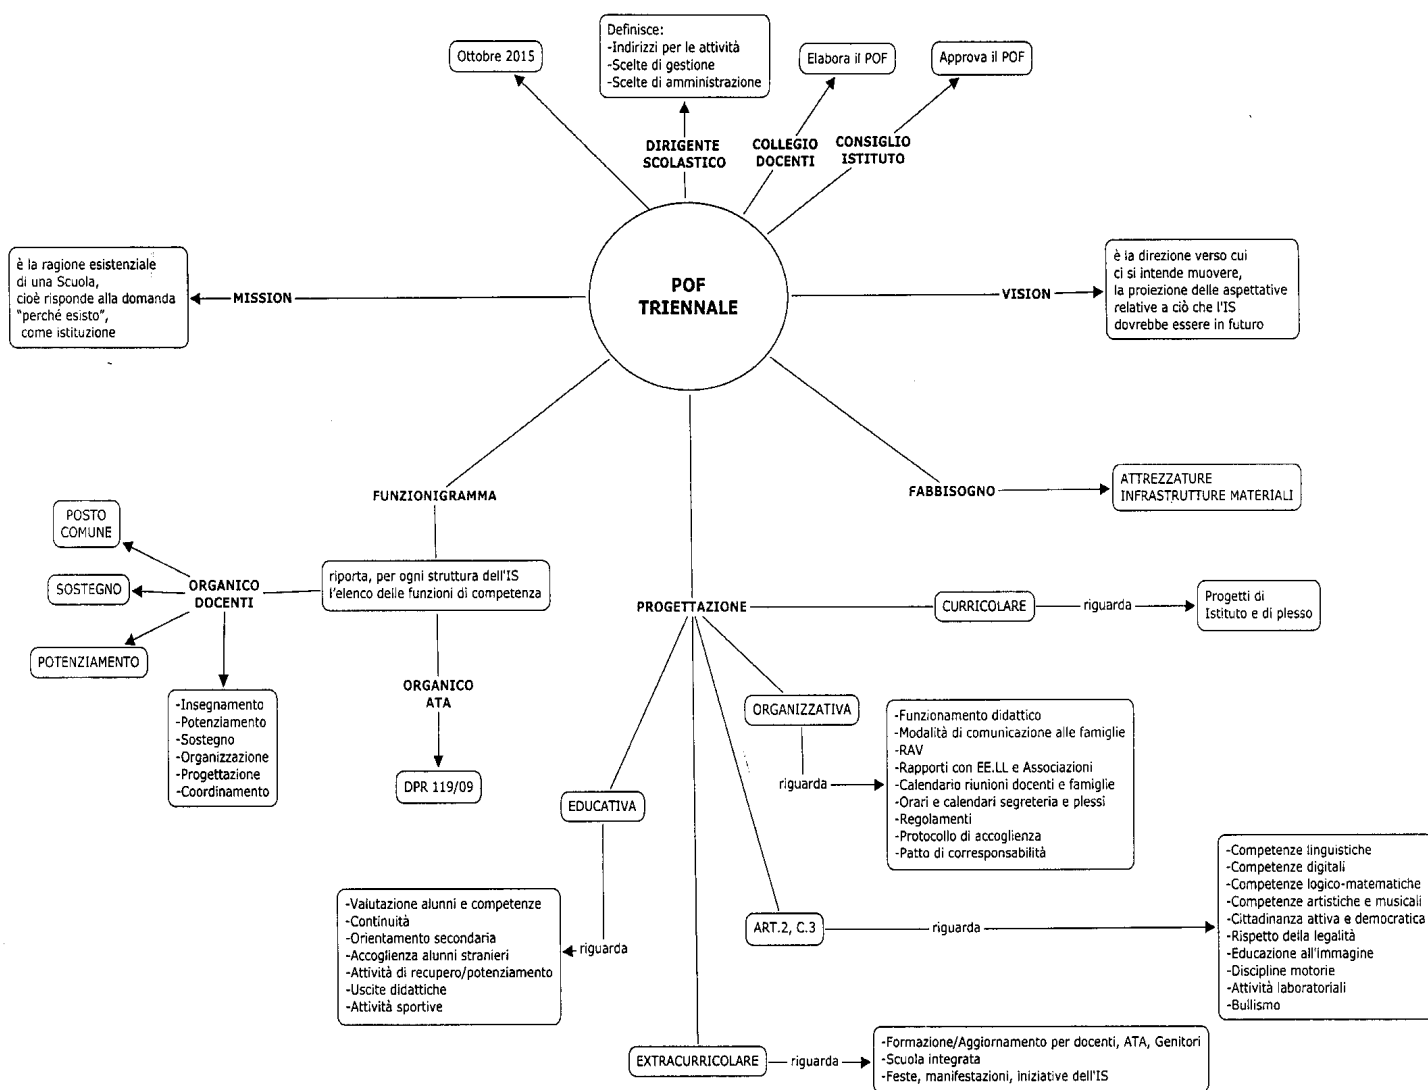 Ottobre 2015
Definisce:
-Indirizzi per le attività
-Scelte di gestione
-Scelte di amministrazione
Elabora il POF
Approva il POF
DIRIGENTE
SCOLASTICO
COLLEGIO
DOCENTI
CONSIGLIO
ISTITUTO
POF
TRIENNALE
è la ragione esistenziale
di una Scuola,
cioè risponde alla domanda
"perché esisto",
come istituzione
MISSION
VISION
è la direzione verso cui
ci si intende muovere,
la proiezione delle aspettative
relative a ciò che l'IS
dovrebbe essere in futuro
FUNZIONIGRAMMA
FABBISOGNO
ATTREZZATURE
INFRASTRUTTURE MATERIALI
POSTO
COMUNE
SOSTEGNO
POTENZIAMENTO
ORGANICO
DOCENTI
riporta, per ogni struttura dell'IS
l'elenco delle funzioni di competenza
-Insegnamento
-Potenziamento
-Sostegno
-Organizzazione
-Progettazione
-Coordinamento
ORGANICO
ATA
DPR 119/09
PROGETTAZIONE
CURRICOLARE
riguarda
Progetti di
Istituto e di plesso
ORGANIZZATIVA
riguarda
-Funzionamento didattico
-Modalità di comunicazione alle famiglie
-RAV
-Rapporti con EE.LL e Associazioni
-Calendario riunioni docenti e famiglie
-Orari e calendari segreteria e plessi
-Regolamenti
-Protocollo di accoglienza
-Patto di corresponsabilità
EDUCATIVA
riguarda
-Valutazione alunni e competenze
-Continuità
-Orientamento secondaria
-Accoglienza alunni stranieri
-Attività di recupero/potenziamento
-Uscite didattiche
-Attività sportive
ART.2, C.3
riguarda
-Competenze linguistiche
-Competenze digitali
-Competenze logico-matematiche
-Competenze artistiche e musicali
-Cittadinanza attiva e democratica
-Rispetto della legalità
-Educazione all'immagine
-Discipline motorie
-Attività laboratoriali
-Bullismo
EXTRACURRICOLARE
riguarda
-Formazione/Aggiornamento per docenti, ATA, Genitori
-Scuola integrata
-Feste, manifestazioni, iniziative dell'IS